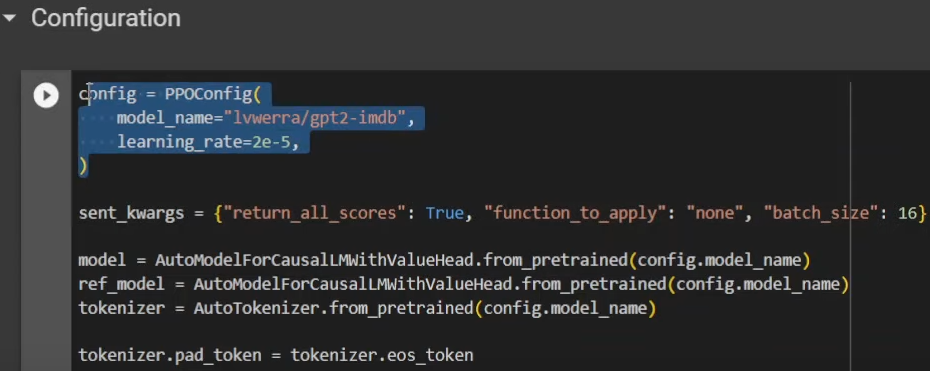 Configuration
config = PPOConfig(
model_name="lvwerra/gpt2-imdb",
learning_rate=2e-5,
)
sent_kwargs = {"return_all_scores": True, "function_to_apply": "none", "batch_size": 16}
model = AutoModelForCausalLMWithValueHead.from_pretrained(config.model_name)
ref_model = AutoModelForCausalLMWithValueHead.from_pretrained(config.model_name)
tokenizer = AutoTokenizer.from_pretrained(config.model_name)
tokenizer.pad_token = tokenizer.eos_token